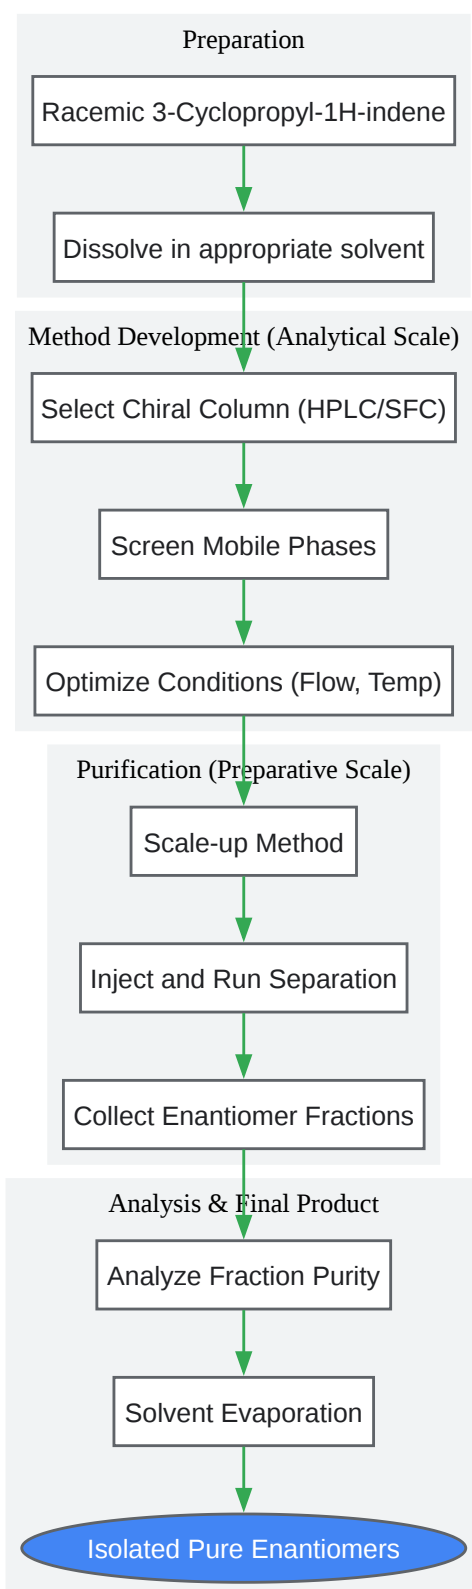 Preparation
Racemic 3-Cyclopropyl-1H-indene
Dissolve in appropriate solvent
Method Development (Analytical Scale)
Select Chiral Column (HPLC/SFC)
Screen Mobile Phases
Optimize Conditions (Flow, Temp)
Purification (Preparative Scale)
Scale-up Method
Inject and Run Separation
Collect Enantiomer Fractions
Analysis & Final Product
Analyze Fraction Purity
Solvent Evaporation
Isolated Pure Enantiomers